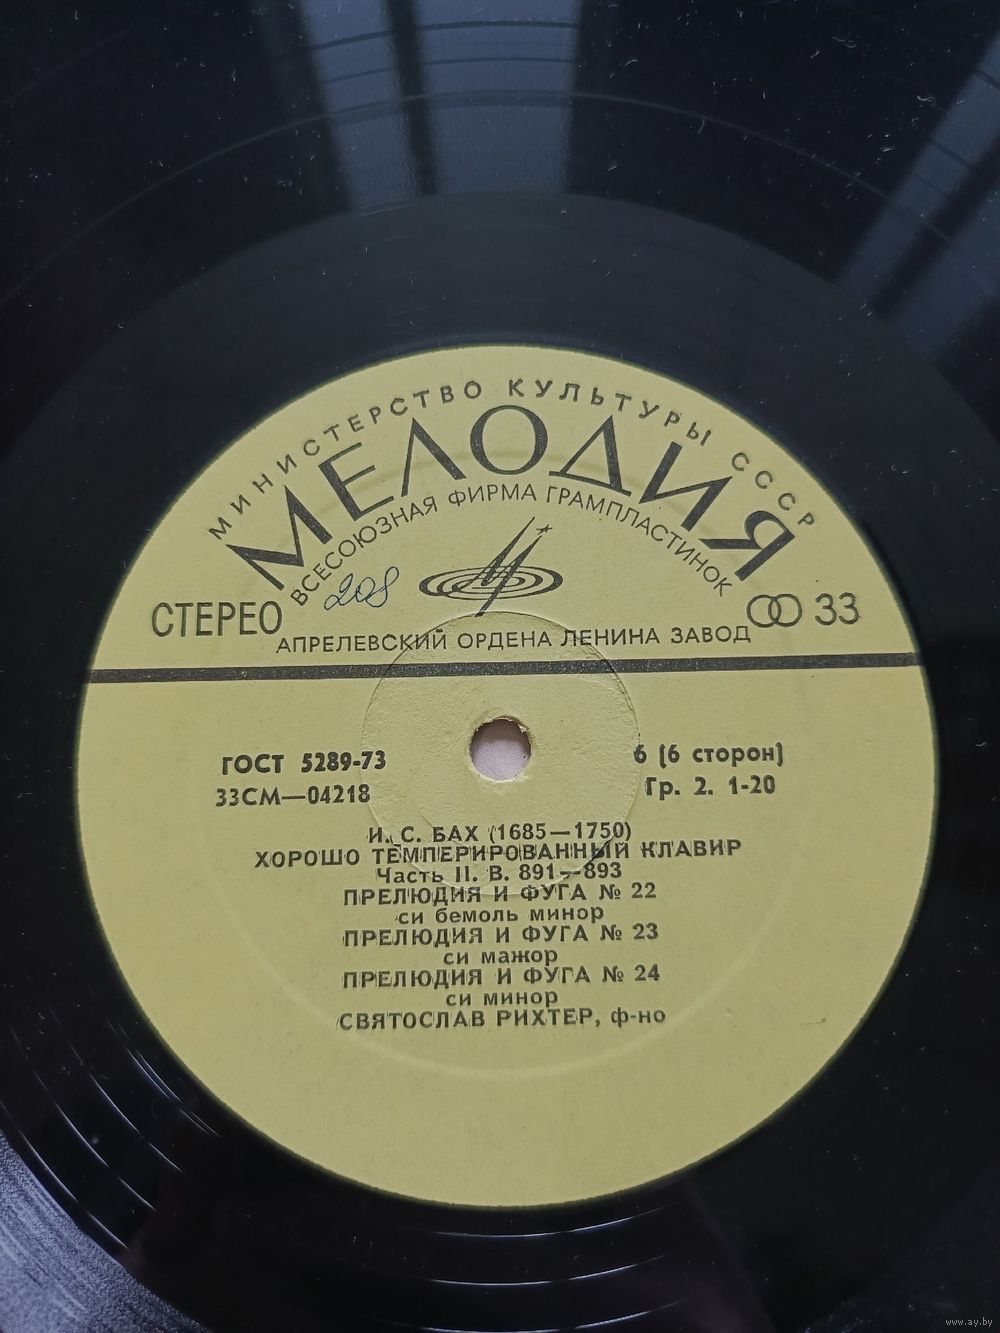 МИНИСТЕРСТВО КУЛЬТУРЫ СССР
МЕЛОДИЯ
ВСЕСОЮЗНАЯ ФИРМА ГРАМПЛАСТИНОК
208
СТЕРЕО
33
АПРЕЛЕВСКИЙ ОРДЕНА ЛЕНИНА ЗАВОД
ГОСТ 5289-73
6 (6 сторон)
33СМ—04218
Гр. 2. 1-20
И. С. БАХ (1685—1750)
ХОРОШО ТЕМПЕРИРОВАННЫЙ КЛАВИР
Часть II. В. 891—893
ПРЕЛЮДИЯ И ФУГА № 22
си бемоль минор
ПРЕЛЮДИЯ И ФУГА № 23
си мажор
ПРЕЛЮДИЯ И ФУГА № 24
си минор
СВЯТОСЛАВ РИХТЕР, ф-но
www.ay.by